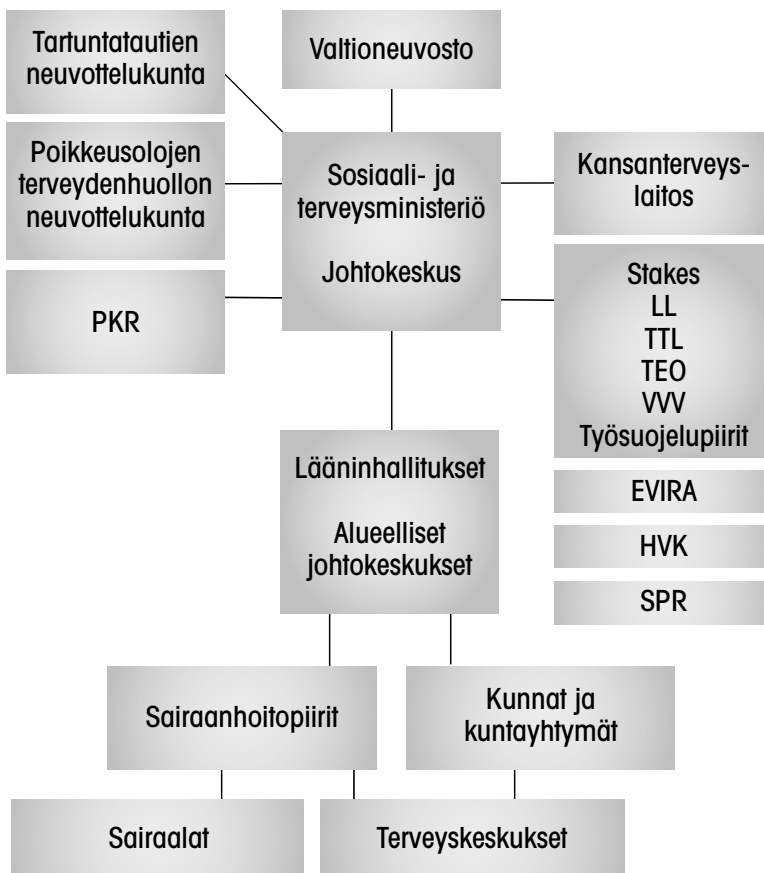 Tartuntatautien
neuvottelukunta
Valtioneuvosto
Poikkeusolojen
terveydenhuollon
neuvottelukunta
Sosiaali- ja
terveysministeriö
Johtokeskus
Kansanterveys-
laitos
PKR
Stakes
LL
TTL
TEO
VVV
Työsuojelupiirit
Lääninhallitukset
Alueelliset
johtokeskukset
EVIRA
HVK
SPR
Sairaanhoitopiirit
Kunnat ja
kuntayhtymät
Sairaalat
Terveyskeskukset